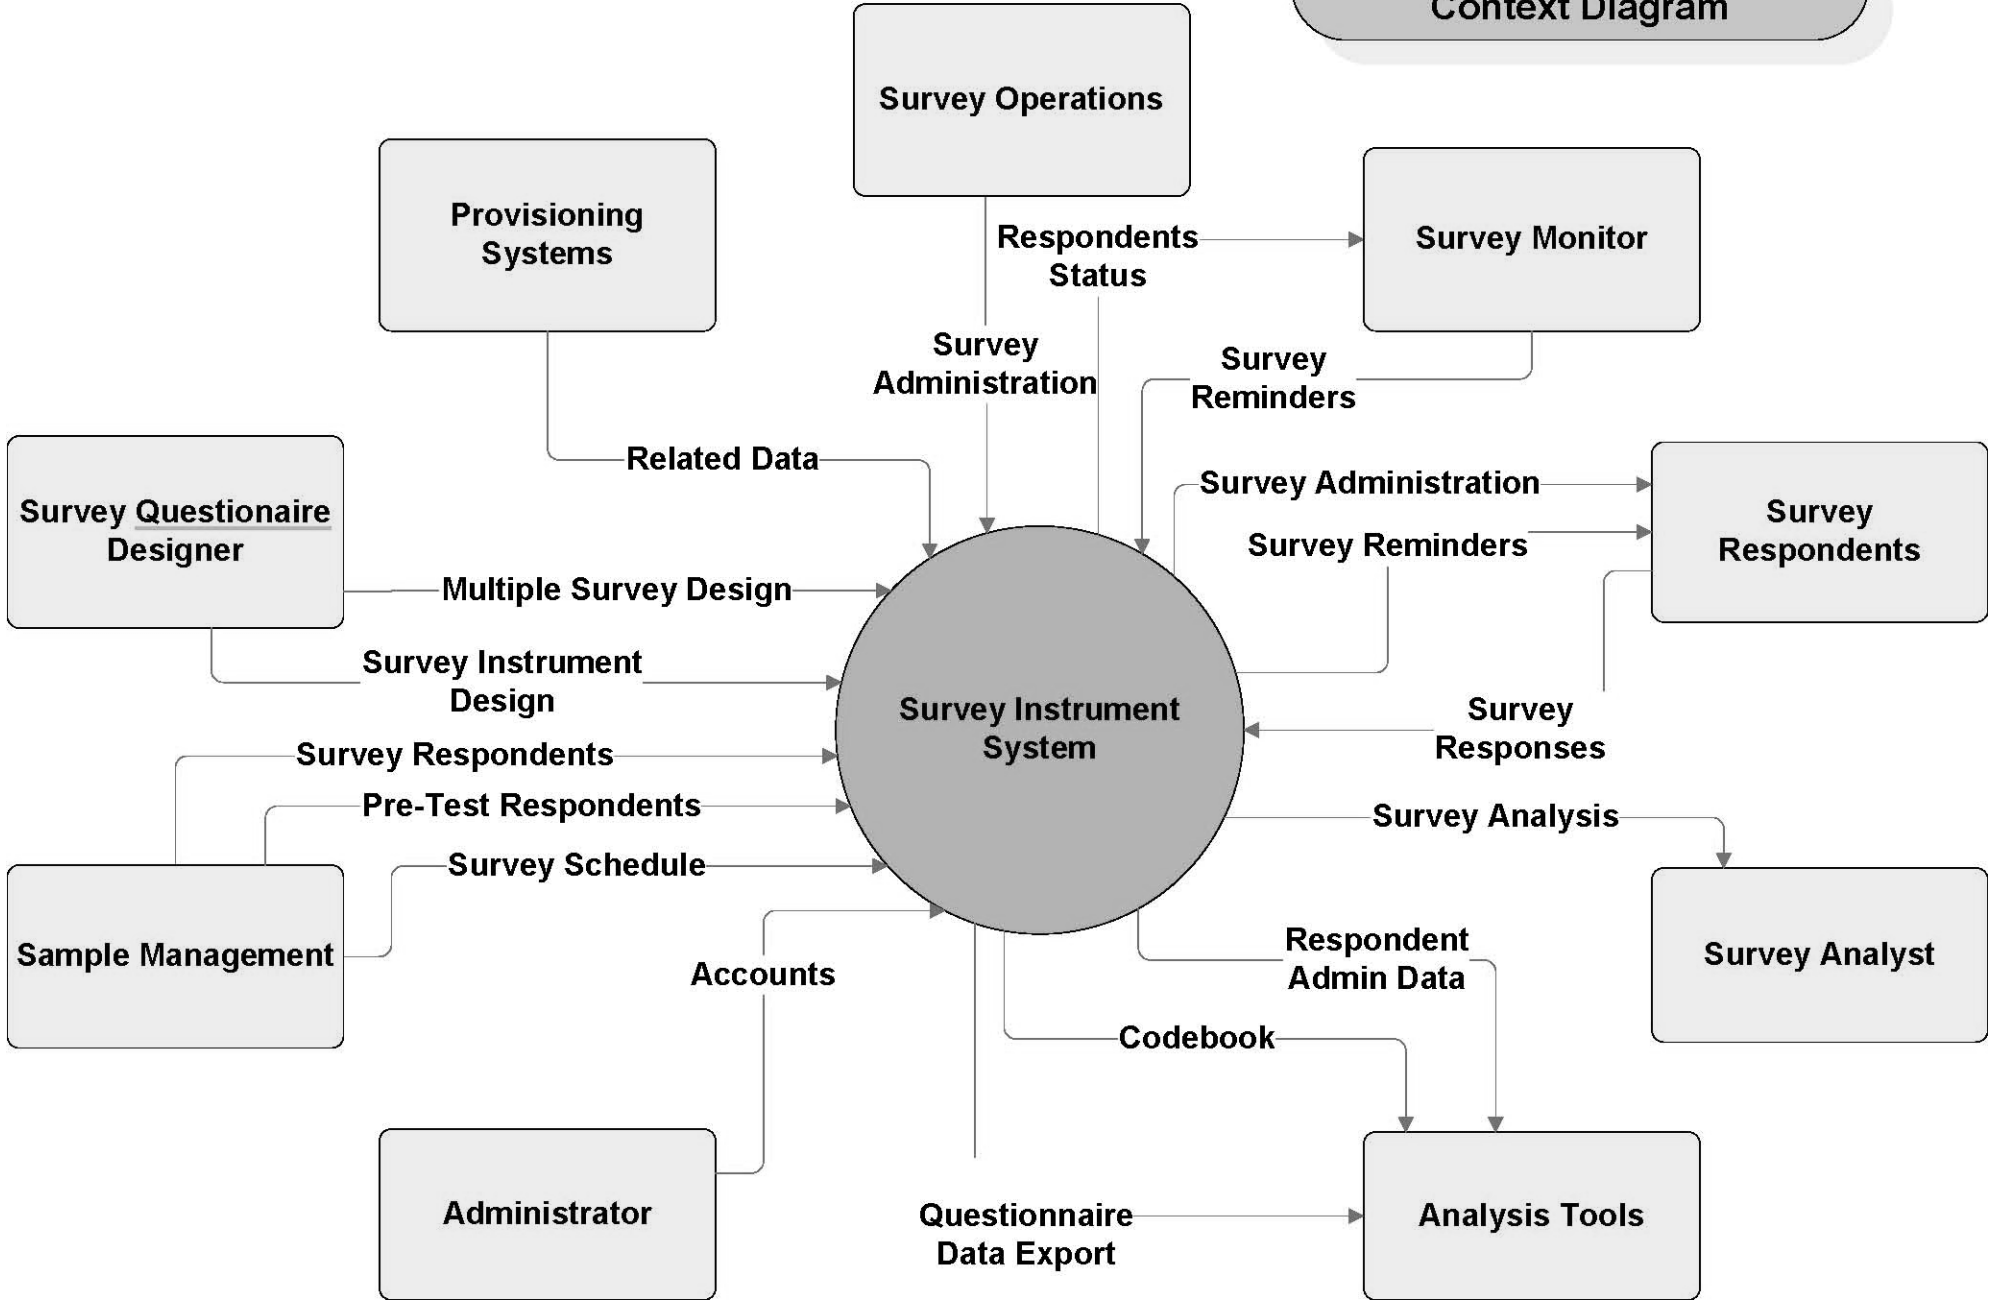 Context Diagram
Survey Operations
Provisioning
Systems
Respondents
Status
Survey Monitor
Survey
Administration
Survey
Reminders
Related Data
Survey Administration
Survey Questionaire
Designer
Survey Reminders
Survey
Respondents
Multiple Survey Design
Survey Instrument
Design
Survey Instrument
System
Survey
Responses
Survey Respondents
Pre-Test Respondents
Survey Analysis
Survey Schedule
Sample Management
Accounts
Respondent
Admin Data
Survey Analyst
Codebook
Administrator
Questionnaire
Data Export
Analysis Tools